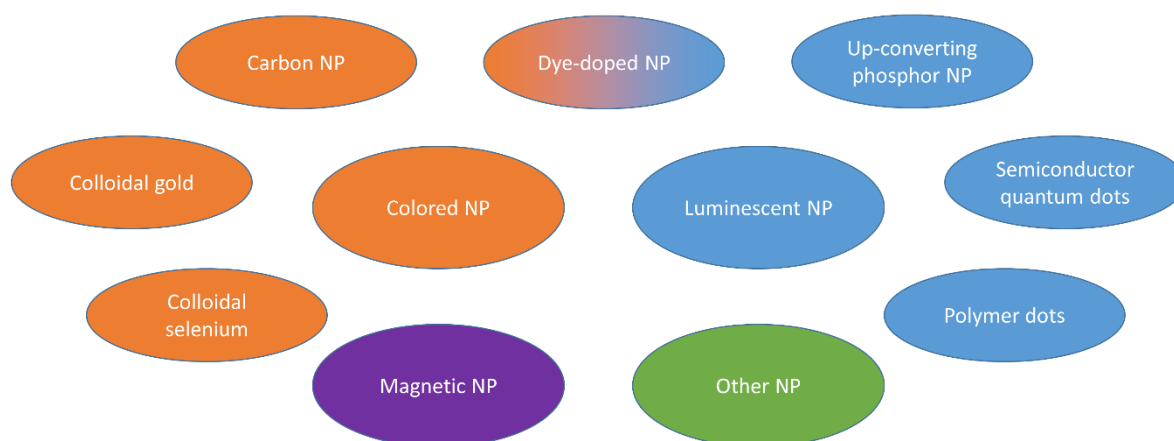 Carbon NP
Dye-doped NP
Up-converting
phosphor NP
Colloidal gold
Colored NP
Luminescent NP
Semiconductor
quantum dots
Colloidal
selenium
Polymer dots
Magnetic NP
Other NP